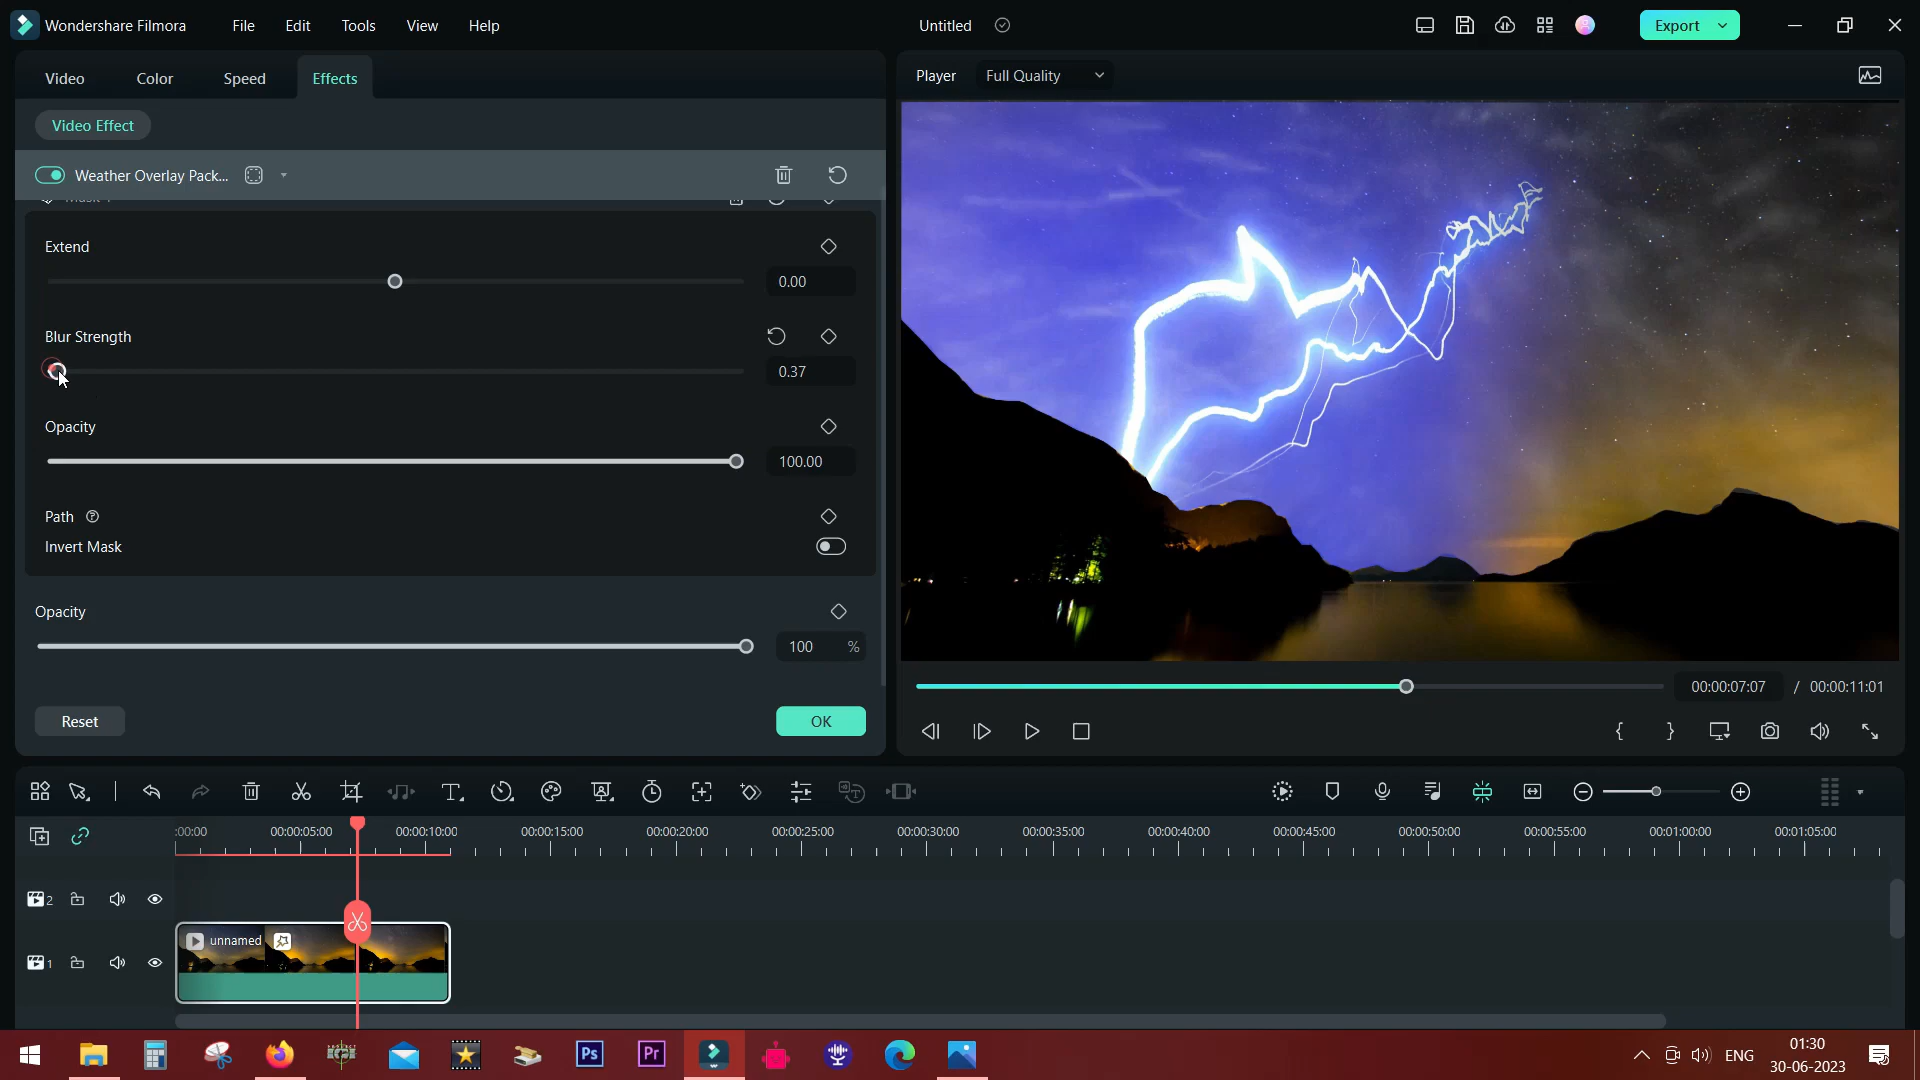 Wondershare Filmora File Edit Tools View Help Untitled Export
Video Color Speed Effects
Player Full Quality
Video Effect
Weather Overlay Pack...
Extend
0.00
Blur Strength
0.37
Opacity
100.00
Path
Invert Mask
Opacity
100 %
Reset OK
00:00:07:07 / 00:00:11:01
:00:00 00:00:05:00 00:00:10:00 00:00:15:00 00:00:20:00 00:00:25:00 00:00:30:00 00:00:35:00 00:00:40:00 00:00:45:00 00:00:50:00 00:00:55:00 00:01:00:00 00:01:05:00
2
unnamed
1
Ps Pr ENG 01:30
30-06-2023